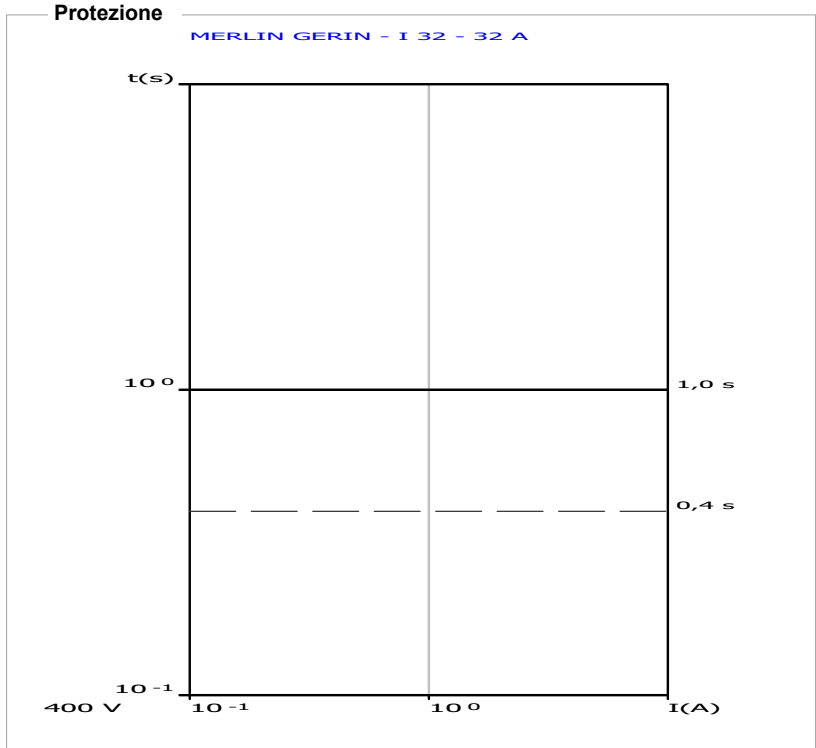 Protezione
MERLIN GERIN - I 32 - 32 A
t(s)
10 0
1,0 s
0,4 s
10 -1
400 V
10 -1
10 0
I(A)